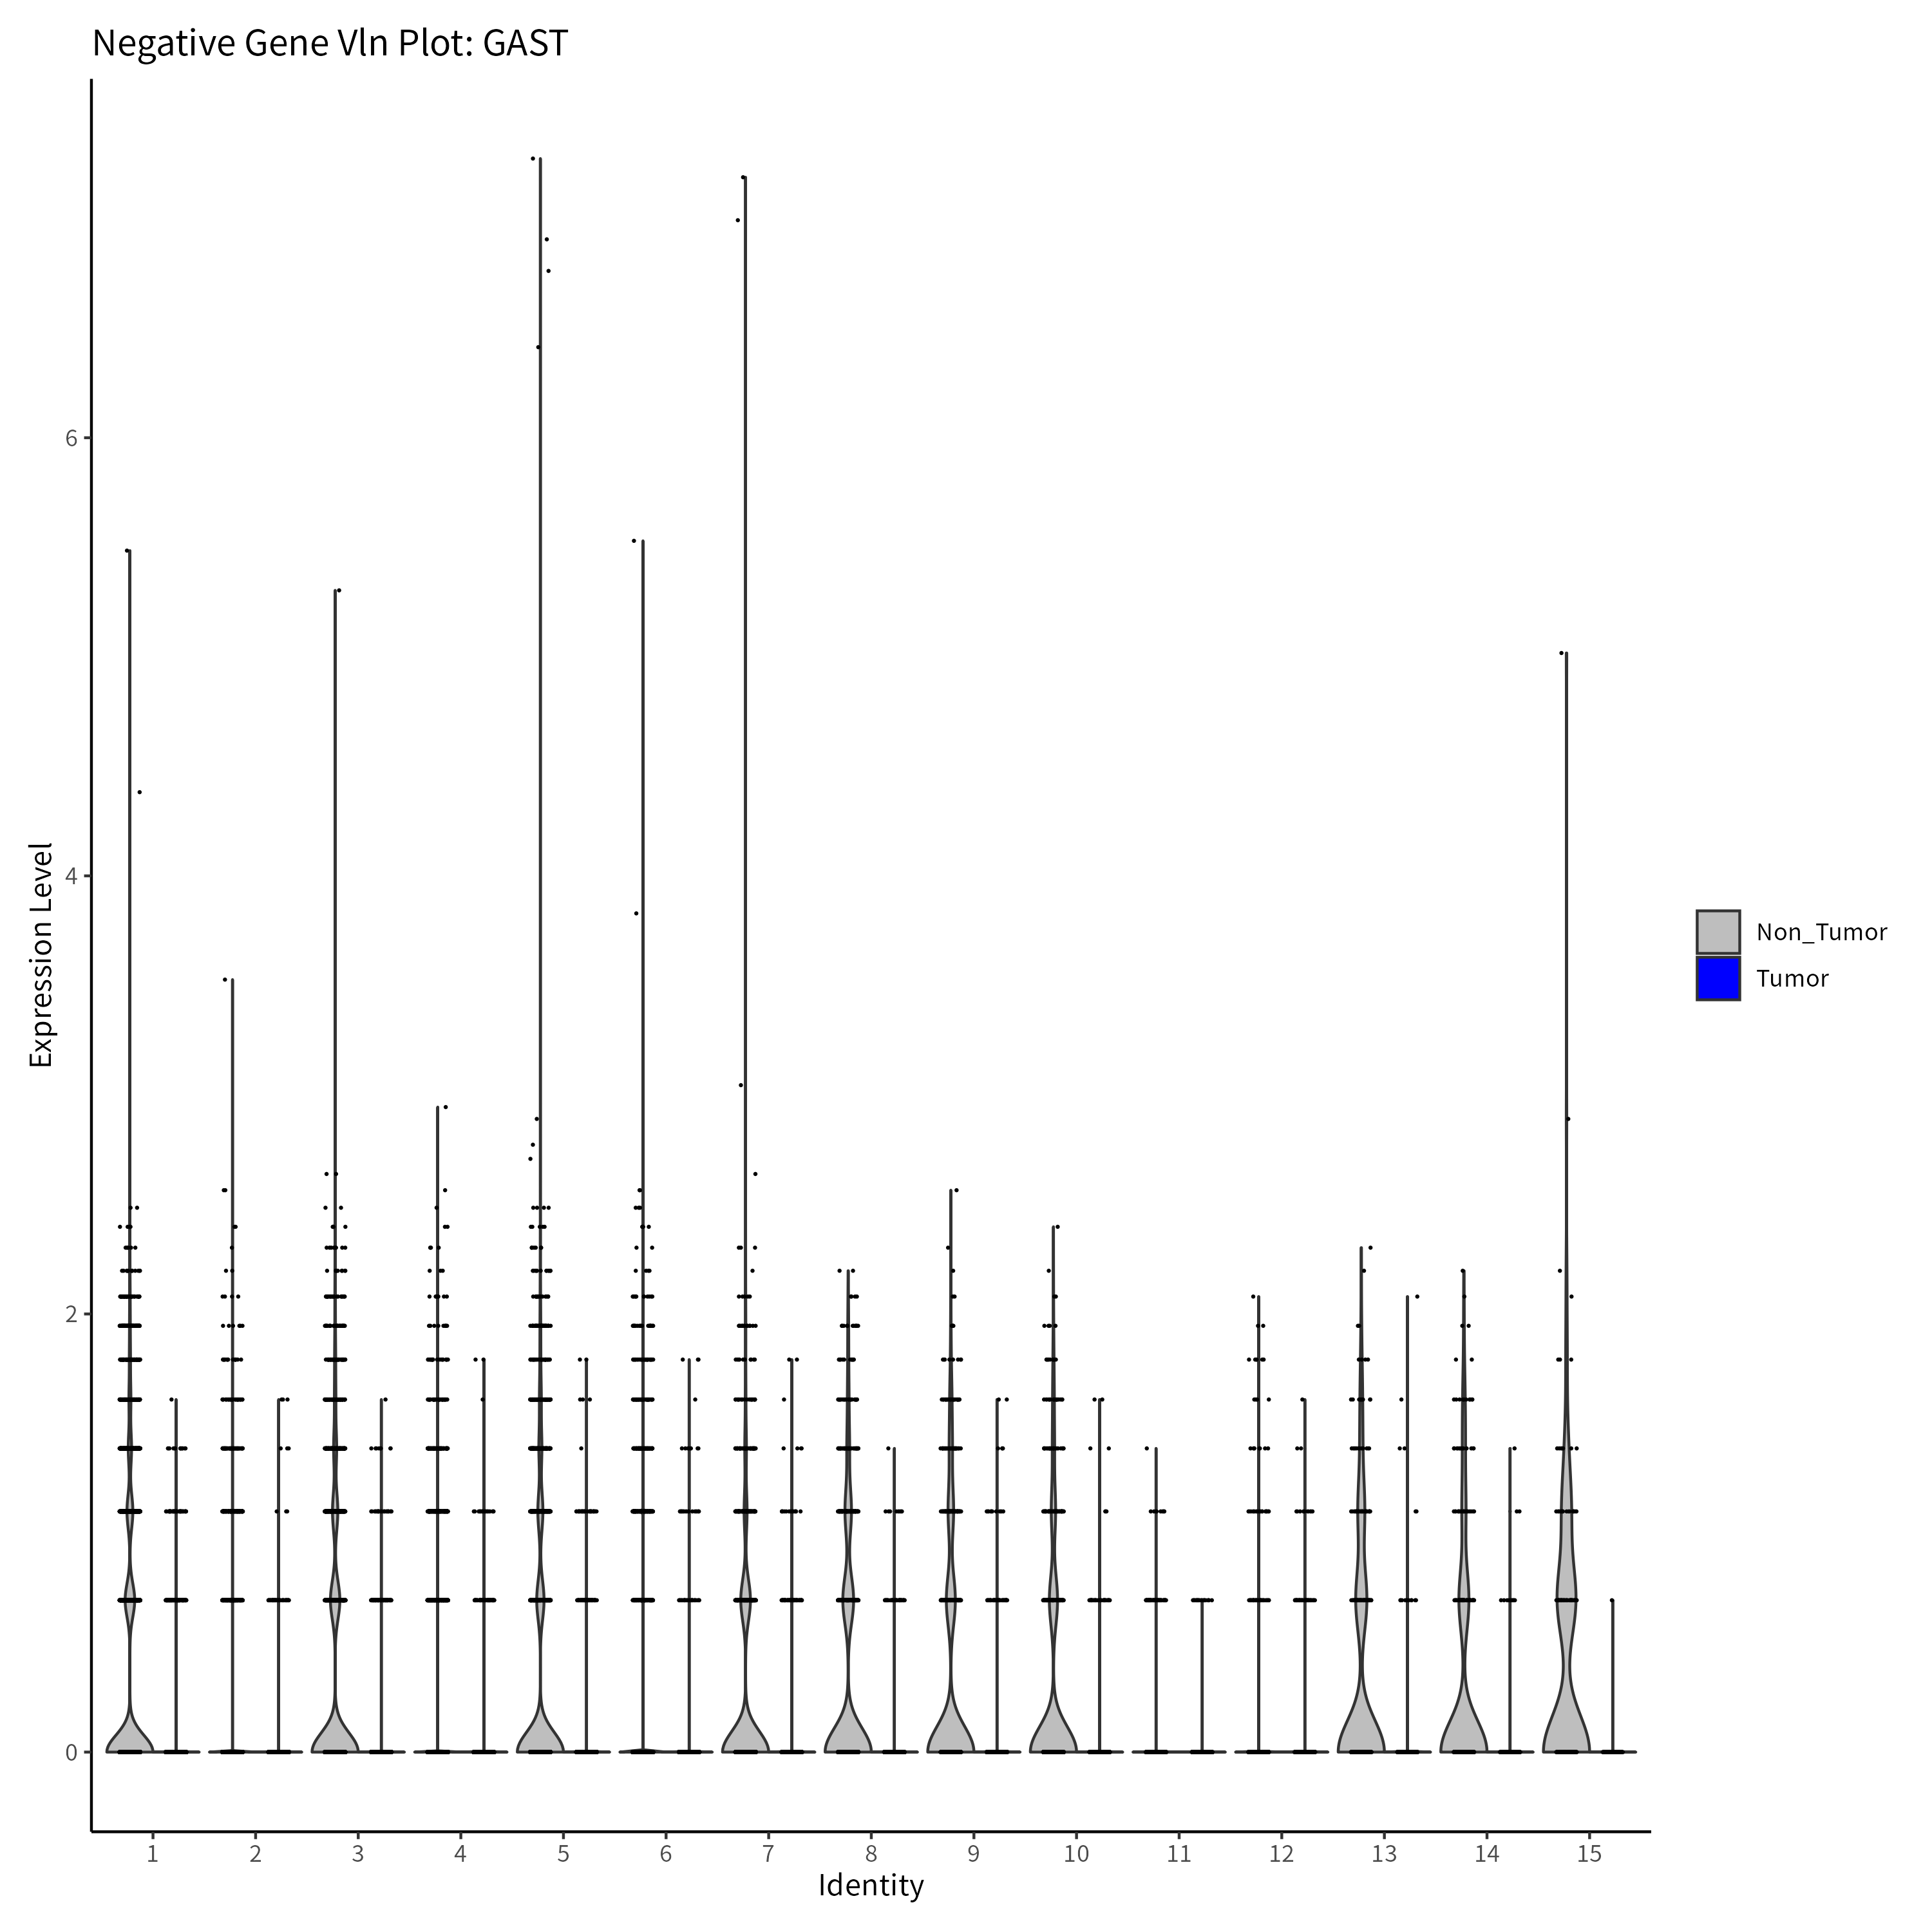 Negative Gene Vln Plot: GAST
Expression Level
6
4
2
0
Non_Tumor
Tumor
1 2 3 4 5 6 7 8 9 10 11 12 13 14 15
Identity